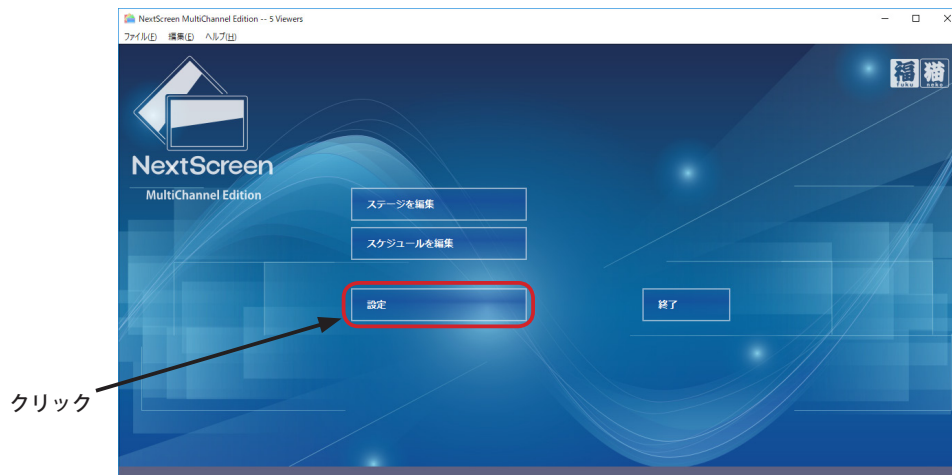 NextScreen MultiChannel Edition -- 5 Viewers
ファイル(F) 編集(E) ヘルプ(H)
福 猫
fuku neko
NextScreen
MultiChannel Edition
ステージを編集
スケジュールを編集
設定
終了
クリック